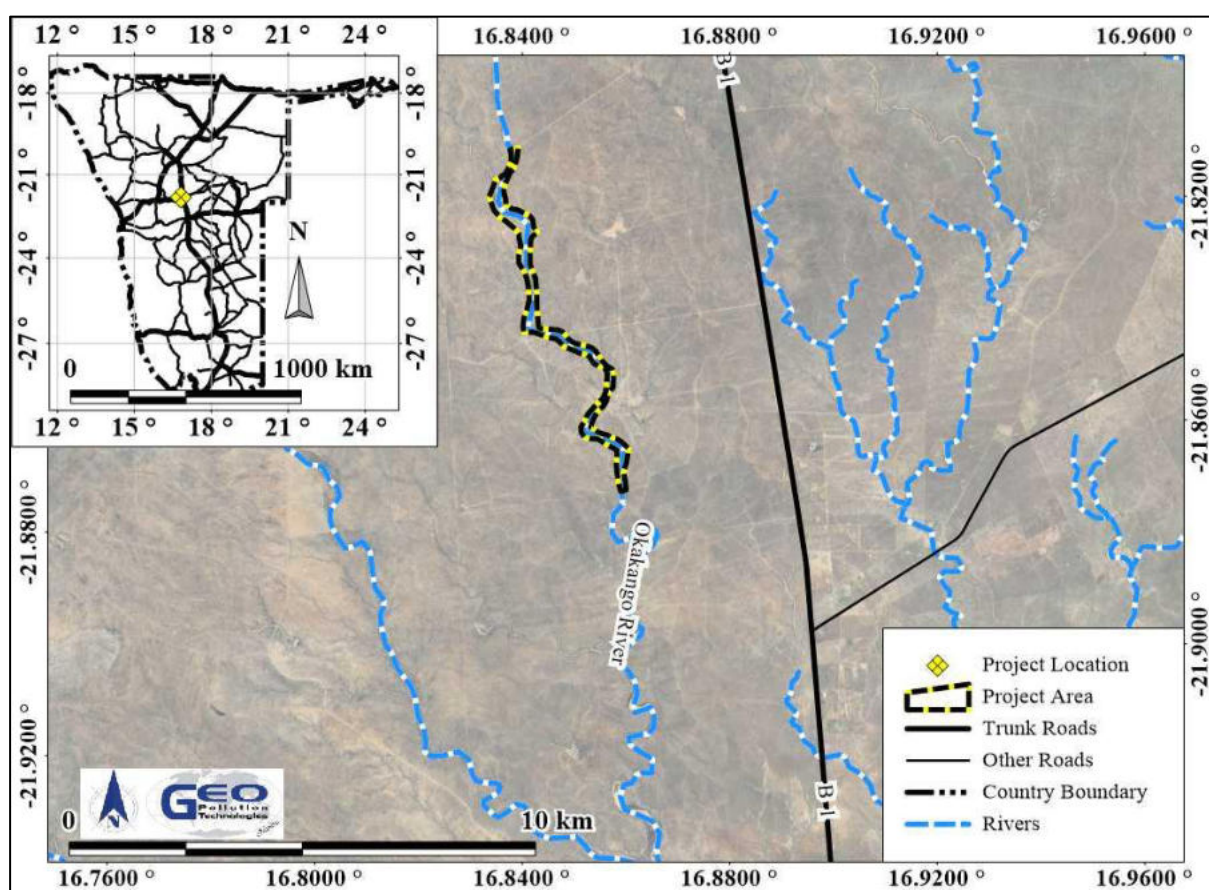 12 ° 15 ° 18 ° 21 ° 24 °
16.8400 ° 16.8800 ° 16.9200 ° 16.9600 °
-18 ° -18 °
-21 ° -21 °
-24 ° -24 °
-27 ° -27 °
N
0 1000 km
12 ° 15 ° 18 ° 21 ° 24 °
B-1
-21.8200 °
-21.8600 °
-21.8800 °
Okakango River
-21.9000 °
-21.9200 °
B-1
Project Location
Project Area
Trunk Roads
Other Roads
Country Boundary
Rivers
N
GEO
Pollution
Technologies
0 10 km
16.7600 ° 16.8000 ° 16.8400 ° 16.8800 ° 16.9200 ° 16.9600 °